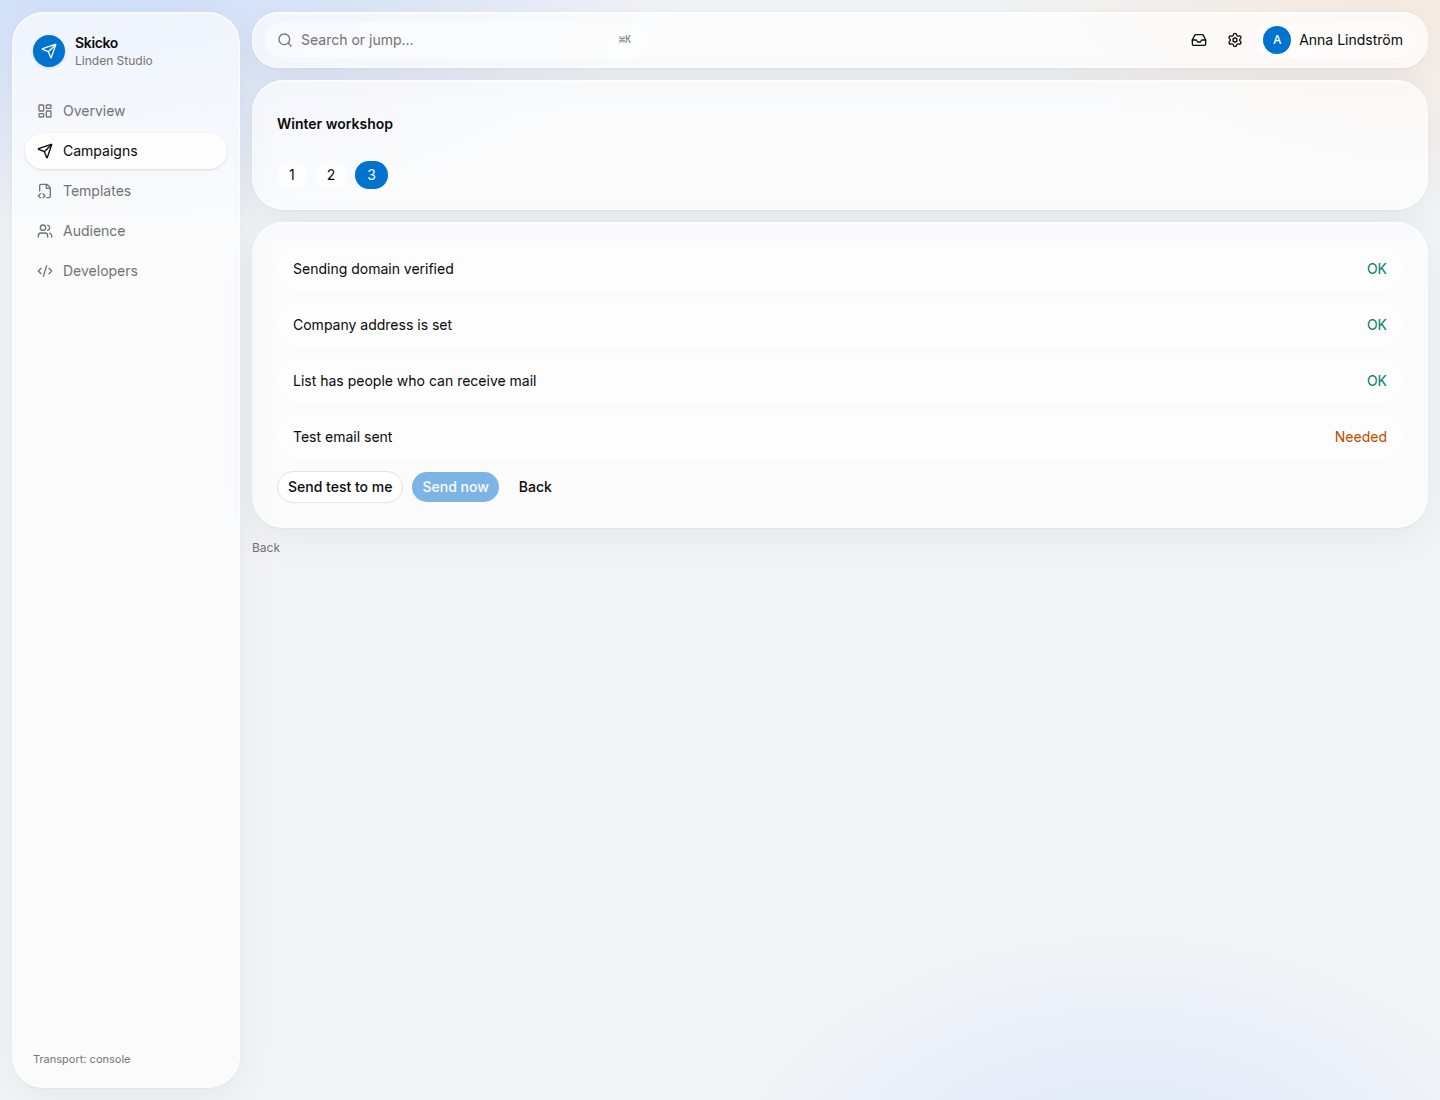 Skicko
Linden Studio
Overview
Campaigns
Templates
Audience
Developers
Transport: console
Search or jump...
⌘K
A
Anna Lindström
Winter workshop
1 2 3
Sending domain verified OK
Company address is set OK
List has people who can receive mail OK
Test email sent Needed
Send test to me Send now Back
Back